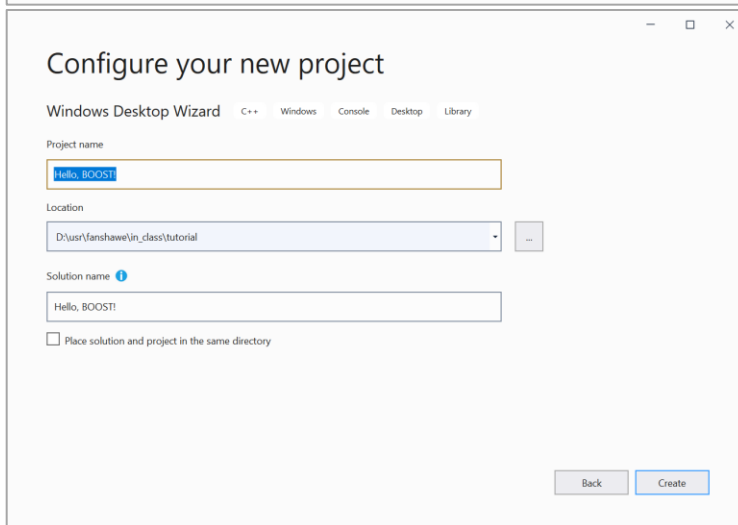 Configure your new project
Windows Desktop Wizard C++ Windows Console Desktop Library
Project name
Hello, BOOST!
Location
D:\usr\fanshawe\in_class\tutorial ...
Solution name i
Hello, BOOST!
Place solution and project in the same directory
Back Create